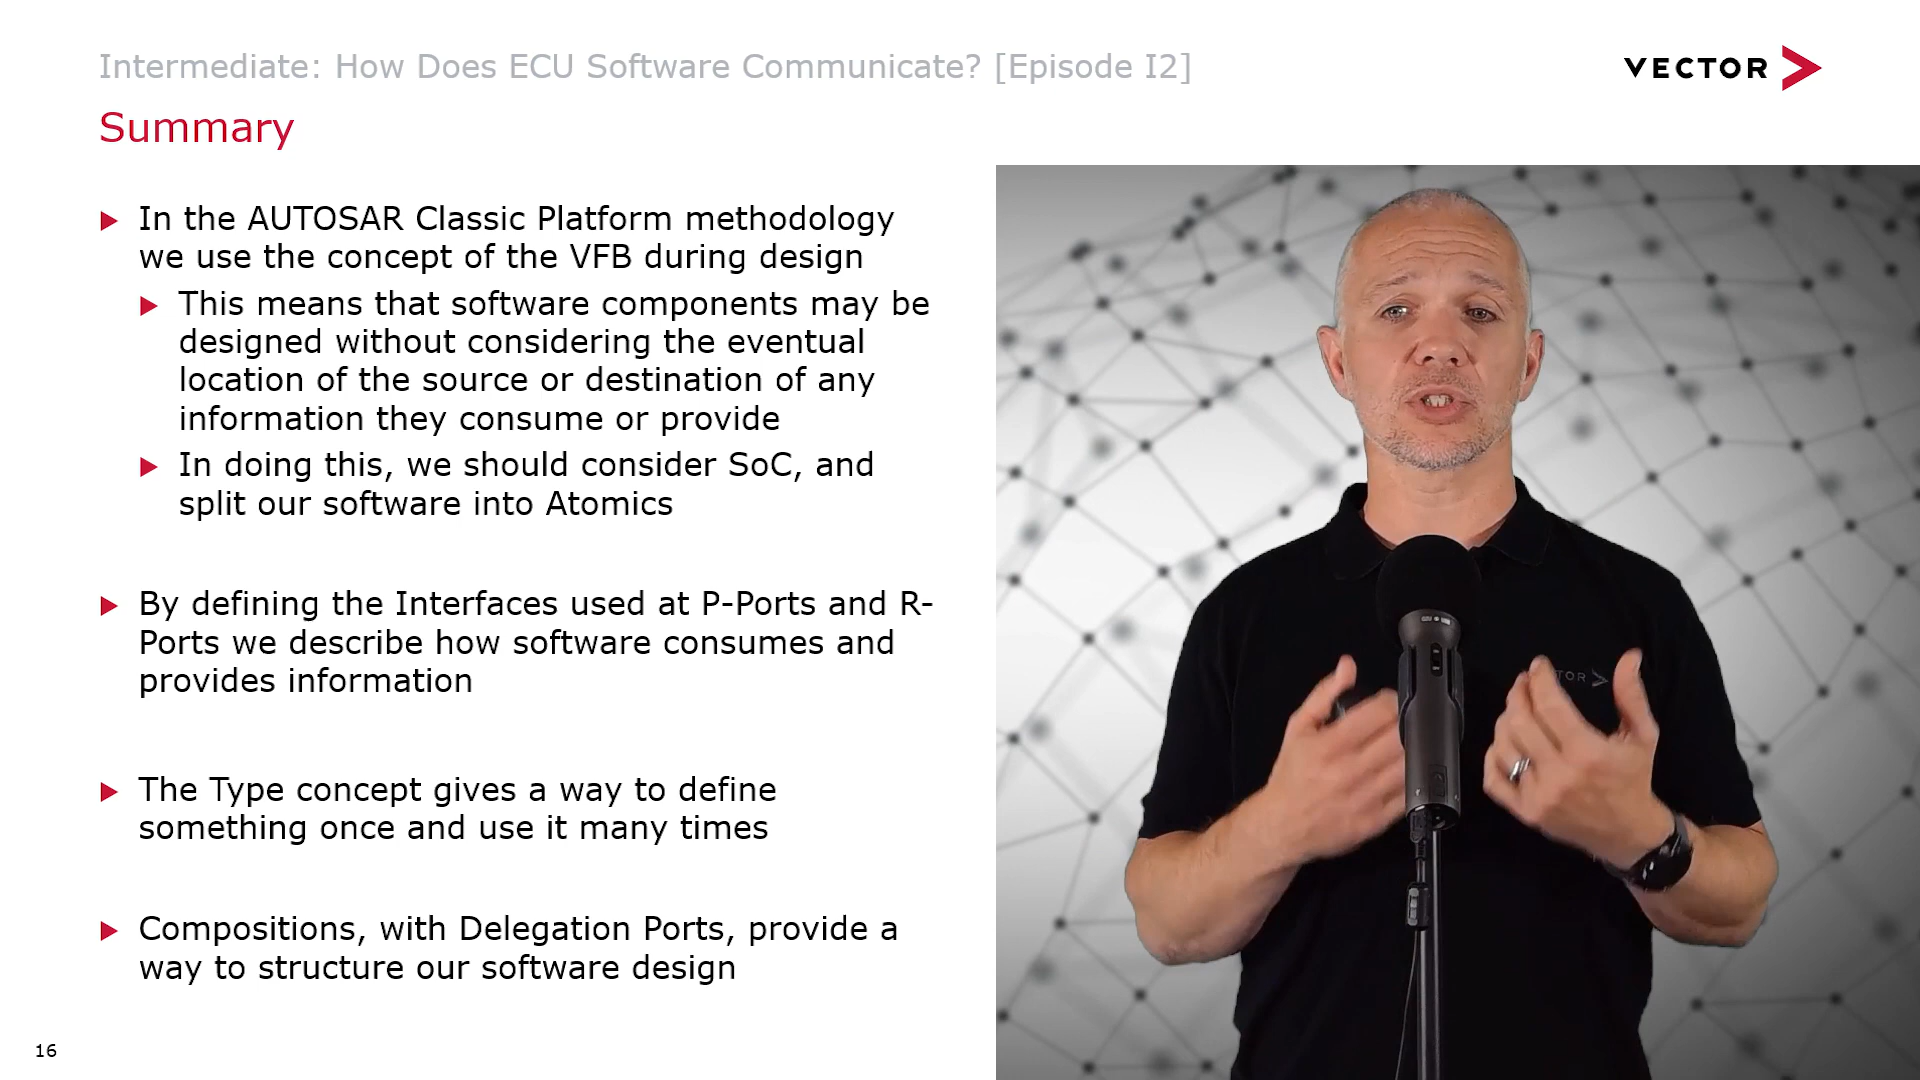 Intermediate: How Does ECU Software Communicate? [Episode I2]
VECTOR
Summary
In the AUTOSAR Classic Platform methodology
we use the concept of the VFB during design
This means that software components may be
designed without considering the eventual
location of the source or destination of any
information they consume or provide
In doing this, we should consider SoC, and
split our software into Atomics
By defining the Interfaces used at P-Ports and R-
Ports we describe how software consumes and
provides information
The Type concept gives a way to define
something once and use it many times
Compositions, with Delegation Ports, provide a
way to structure our software design
TOR
16